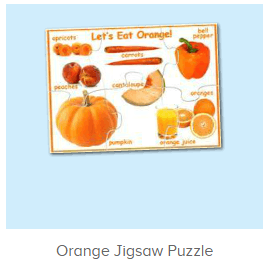 apricots
Let's Eat Orange!
bell
pepper
carrots
peaches
cantaloupe
oranges
pumpkin
orange juice
Orange Jigsaw Puzzle